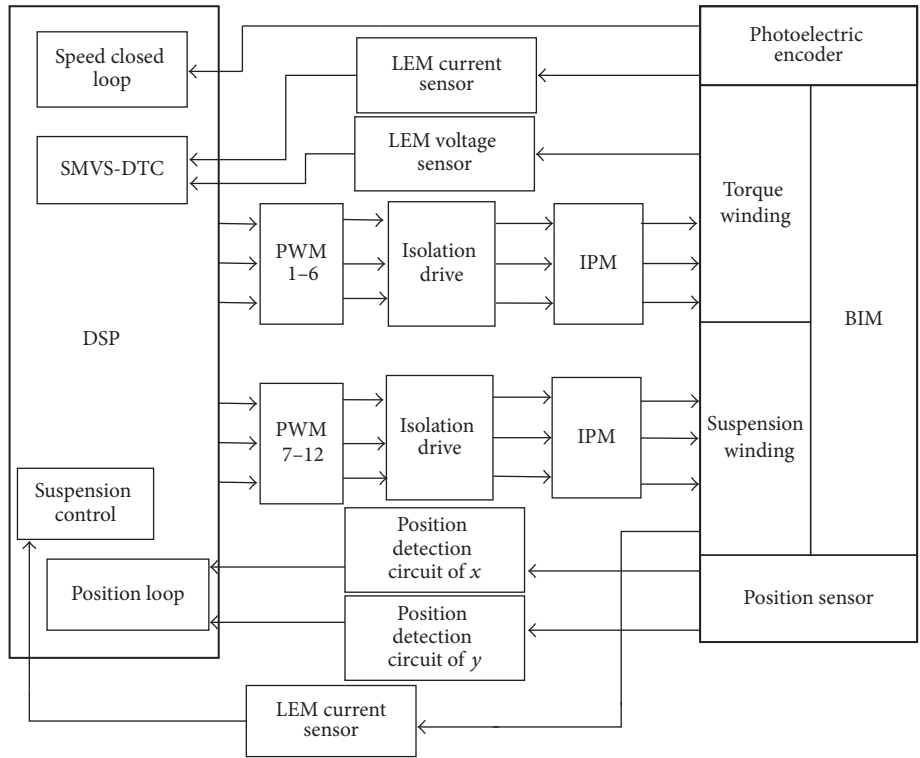 Photoelectric
encoder
Speed closed
loop
LEM current
sensor
SMVS-DTC
LEM voltage
sensor
Torque
winding
PWM
1–6
Isolation
drive
IPM
BIM
DSP
PWM
7–12
Isolation
drive
IPM
Suspension
winding
Suspension
control
Position
detection
circuit of x
Position loop
Position sensor
Position
detection
circuit of y
LEM current
sensor